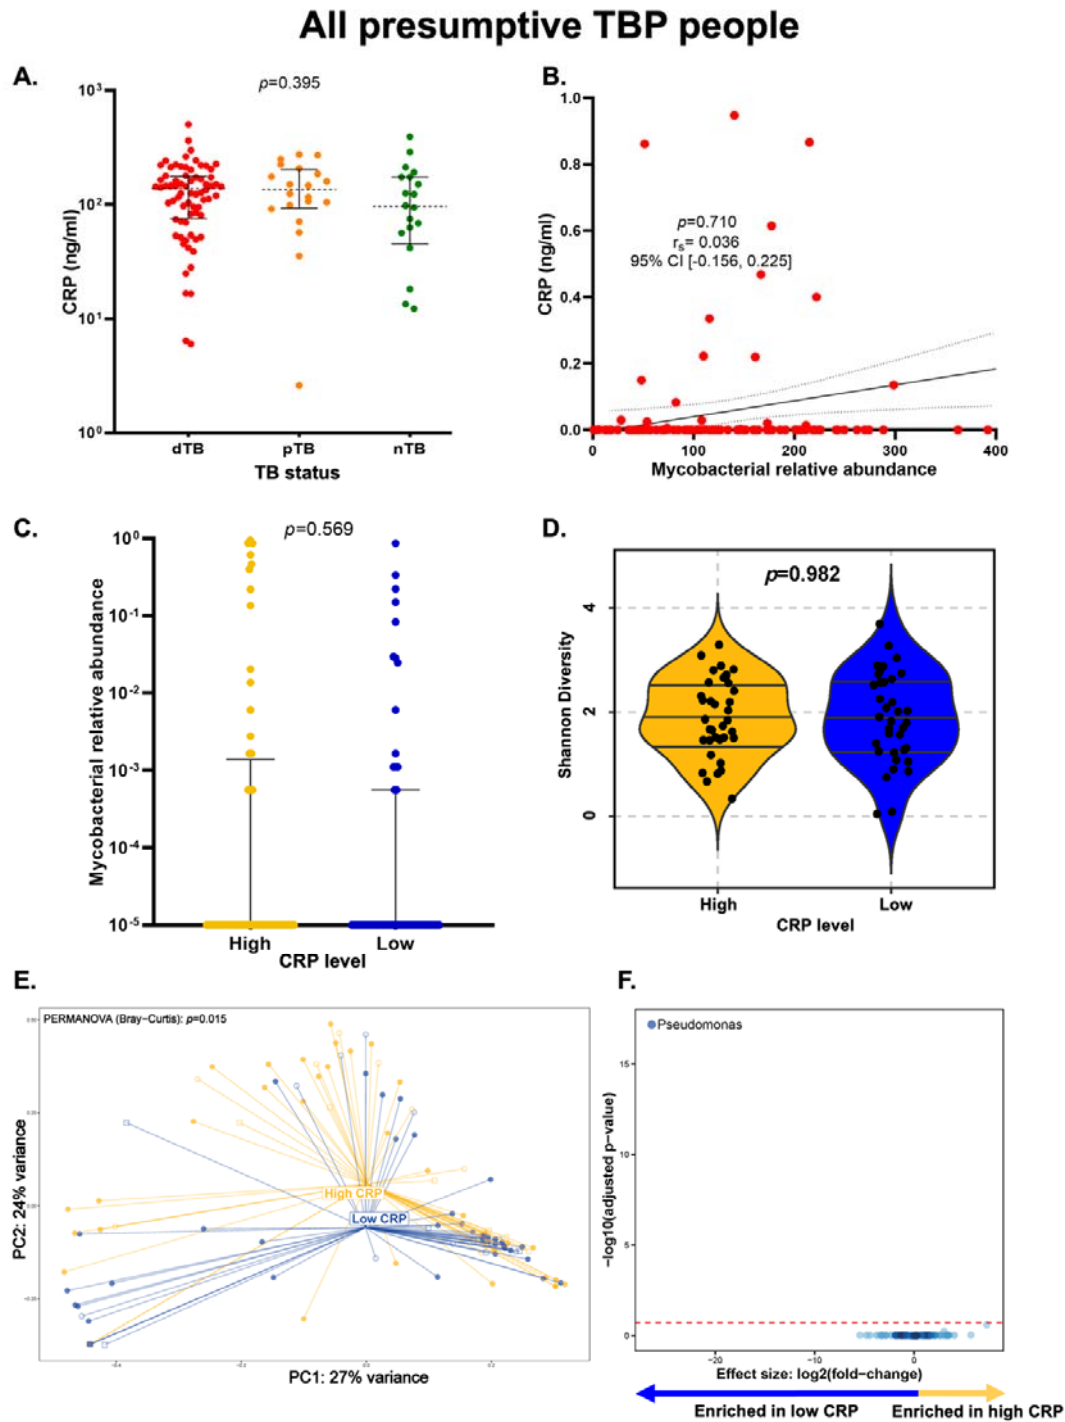 All presumptive TBP people
A.
p=0.395
10³
10²
10¹
10⁰
CRP (ng/ml)
dTB
pTB
nTB
TB status
B.
1.0
0.8
0.6
0.4
0.2
0.0
CRP (ng/ml)
p=0.710
rₛ= 0.036
95% CI [-0.156, 0.225]
0
100
200
300
400
Mycobacterial relative abundance
C.
p=0.569
10⁰
10⁻¹
10⁻²
10⁻³
10⁻⁴
10⁻⁵
Mycobacterial relative abundance
High
Low
CRP level
D.
p=0.982
4
2
0
Shannon Diversity
High
Low
CRP level
E.
PERMANOVA (Bray−Curtis): p=0.015
High CRP
Low CRP
PC2: 24% variance
PC1: 27% variance
F.
Pseudomonas
15
10
5
0
−log10(adjusted p−value)
−20
−10
0
Effect size: log2(fold−change)
Enriched in low CRP
Enriched in high CRP